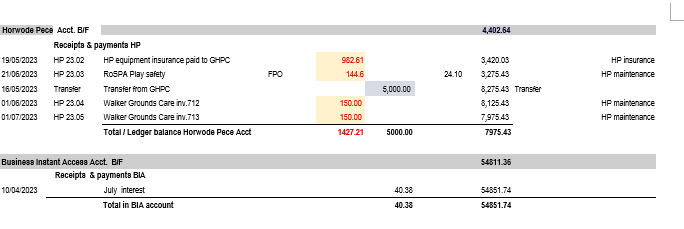 Horwode Pece Acct. B/F 4,402.64
Receipts & payments HP
19/05/2023 HP 23.02 HP equipment insurance paid to GHPC 982.61 3,420.03 HP insurance
21/06/2023 HP 23.03 RoSPA Play safety FPO 144.6 24.10 3,275.43 HP maintenance
16/05/2023 Transfer Transfer from GHPC 5,000.00 8,275.43 Transfer
01/06/2023 HP 23.04 Walker Grounds Care inv.712 150.00 8,125.43 HP maintenance
01/07/2023 HP 23.05 Walker Grounds Care inv.713 150.00 7,975.43 HP maintenance
Total / Ledger balance Horwode Pece Acct 1427.21 5000.00 7975.43
Business Instant Access Acct. B/F 54811.36
Receipts & payments BIA
10/04/2023 July interest 40.38 54851.74
Total in BIA account 40.38 54851.74